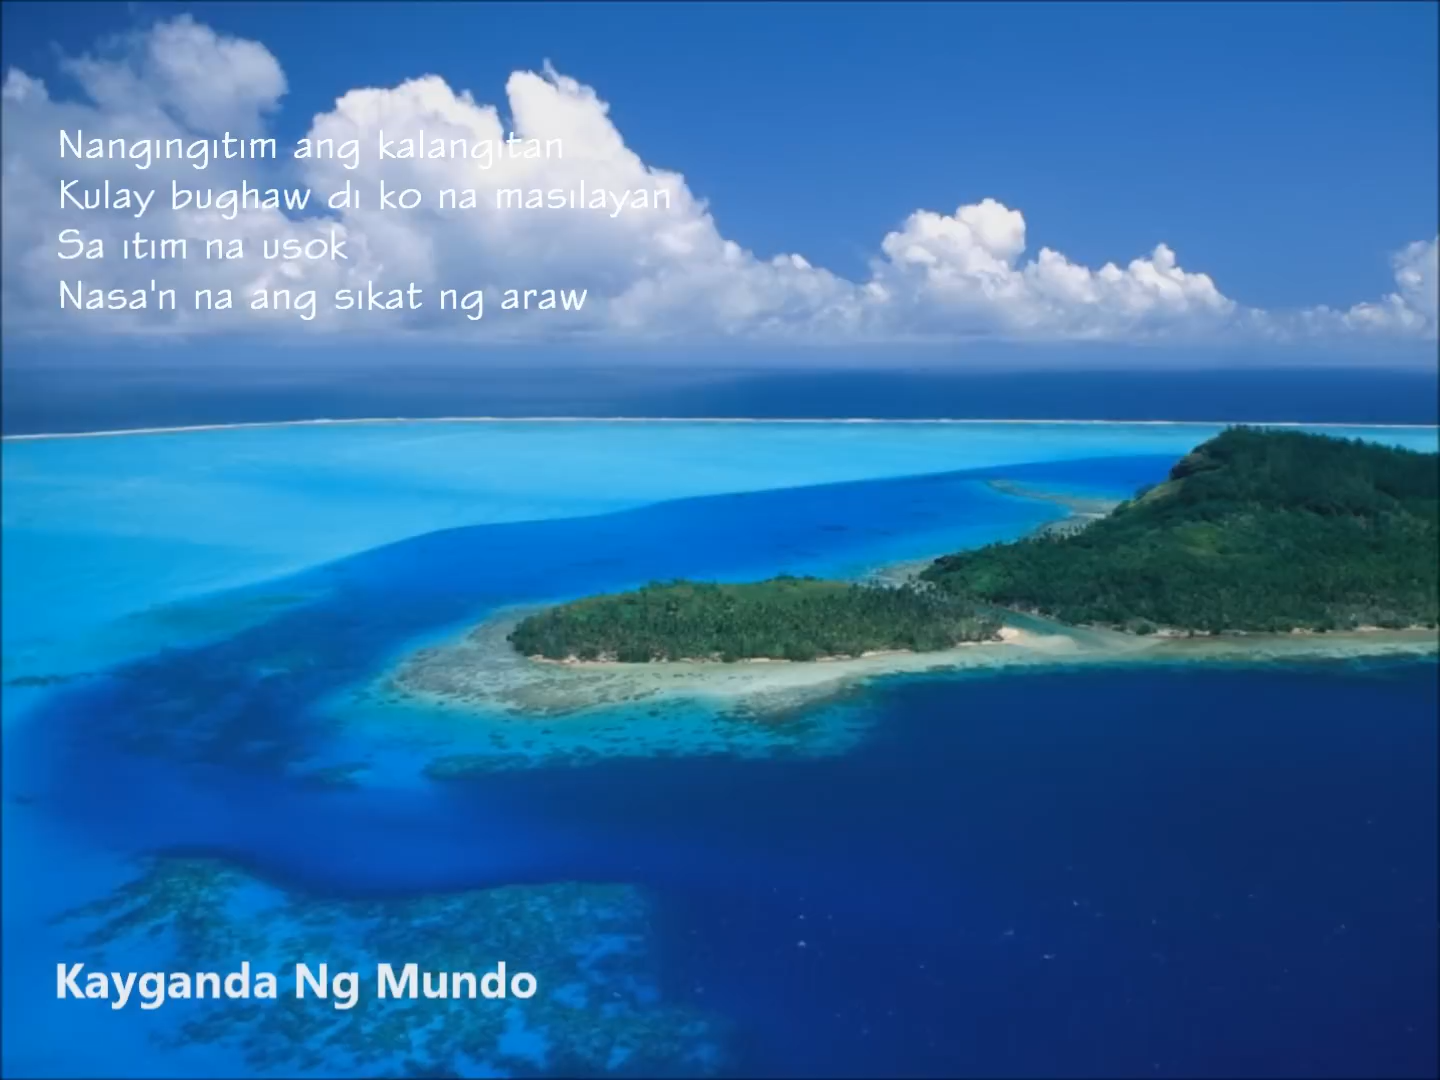 Nangingitim ang kalangitan
Kulay bughaw di ko na masilayan
Sa itim na usok
Nasa'n na ang sikat ng araw
Kayganda Ng Mundo